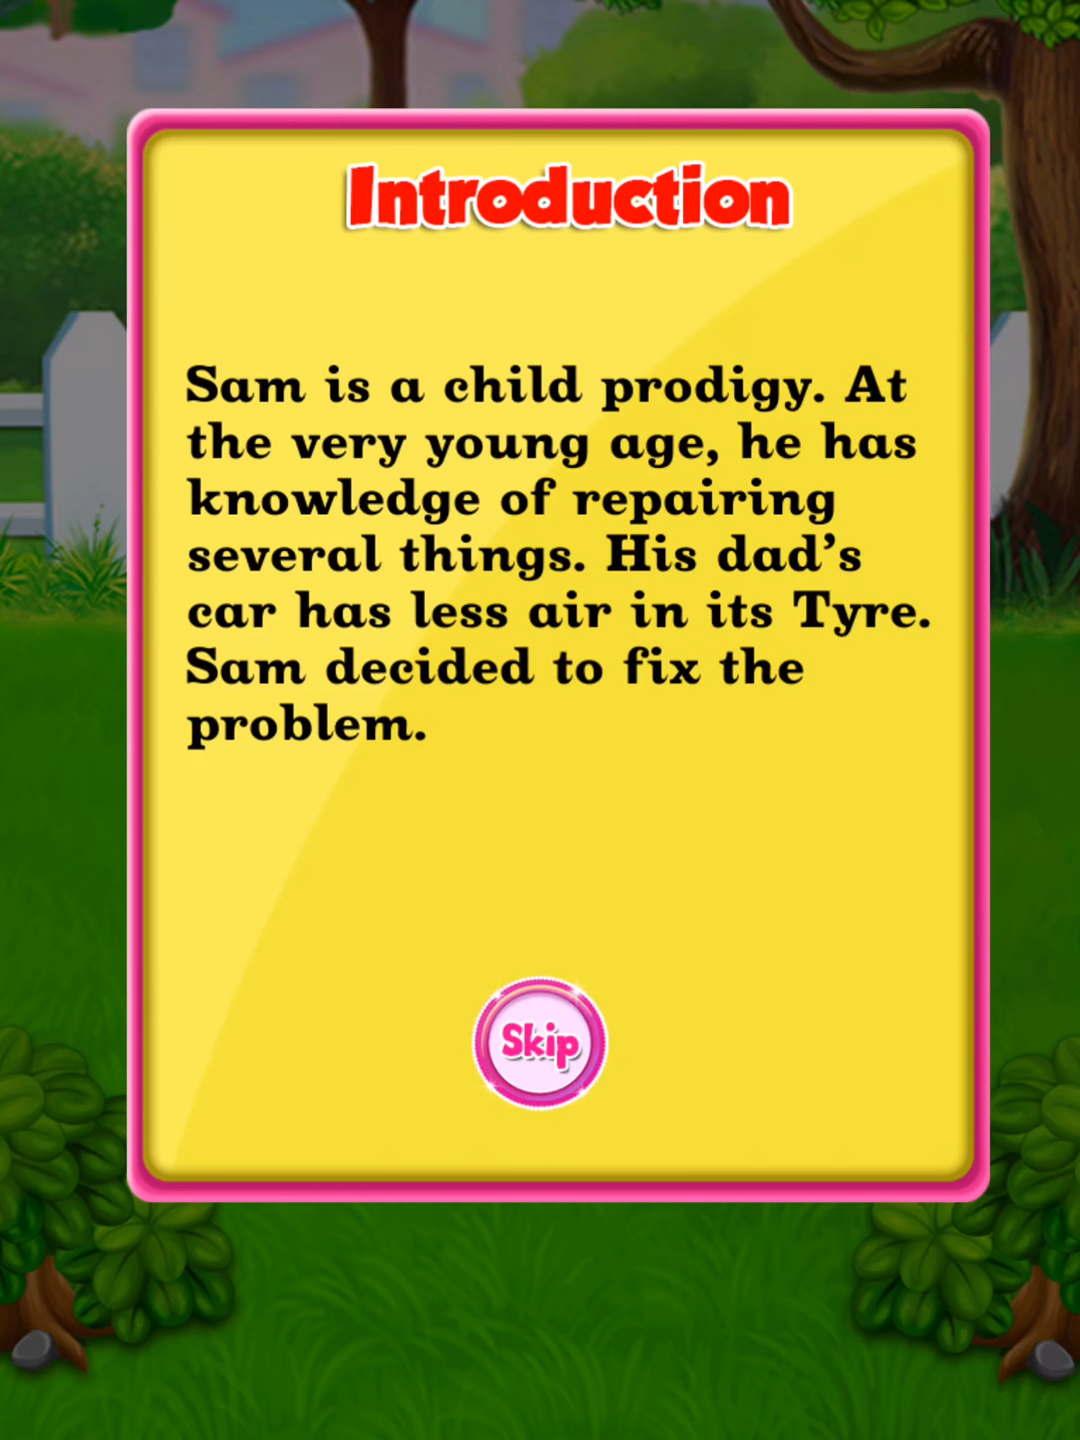 Introduction
Sam is a child prodigy. At
the very young age, he has
knowledge of repairing
several things. His dad’s
car has less air in its Tyre.
Sam decided to fix the
problem.
Skip